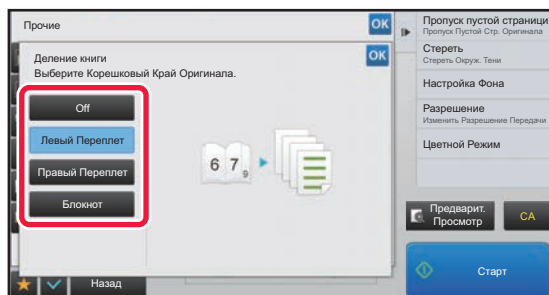 Прочие
OK
Деление книги
OK
Выберите Корешковый Край Оригинала.
Off
Левый Переплет
Правый Переплет
Блокнот
6 7 9
Назад
Пропуск пустой страниц
Пропуск Пустой Стр. Оригинала
Стереть
Стереть Окруж. Тени
Настройка Фона
Разрешение
Изменить Разрешение Передачи
Цветной Режим
Предварит.
Просмотр
CA
Старт